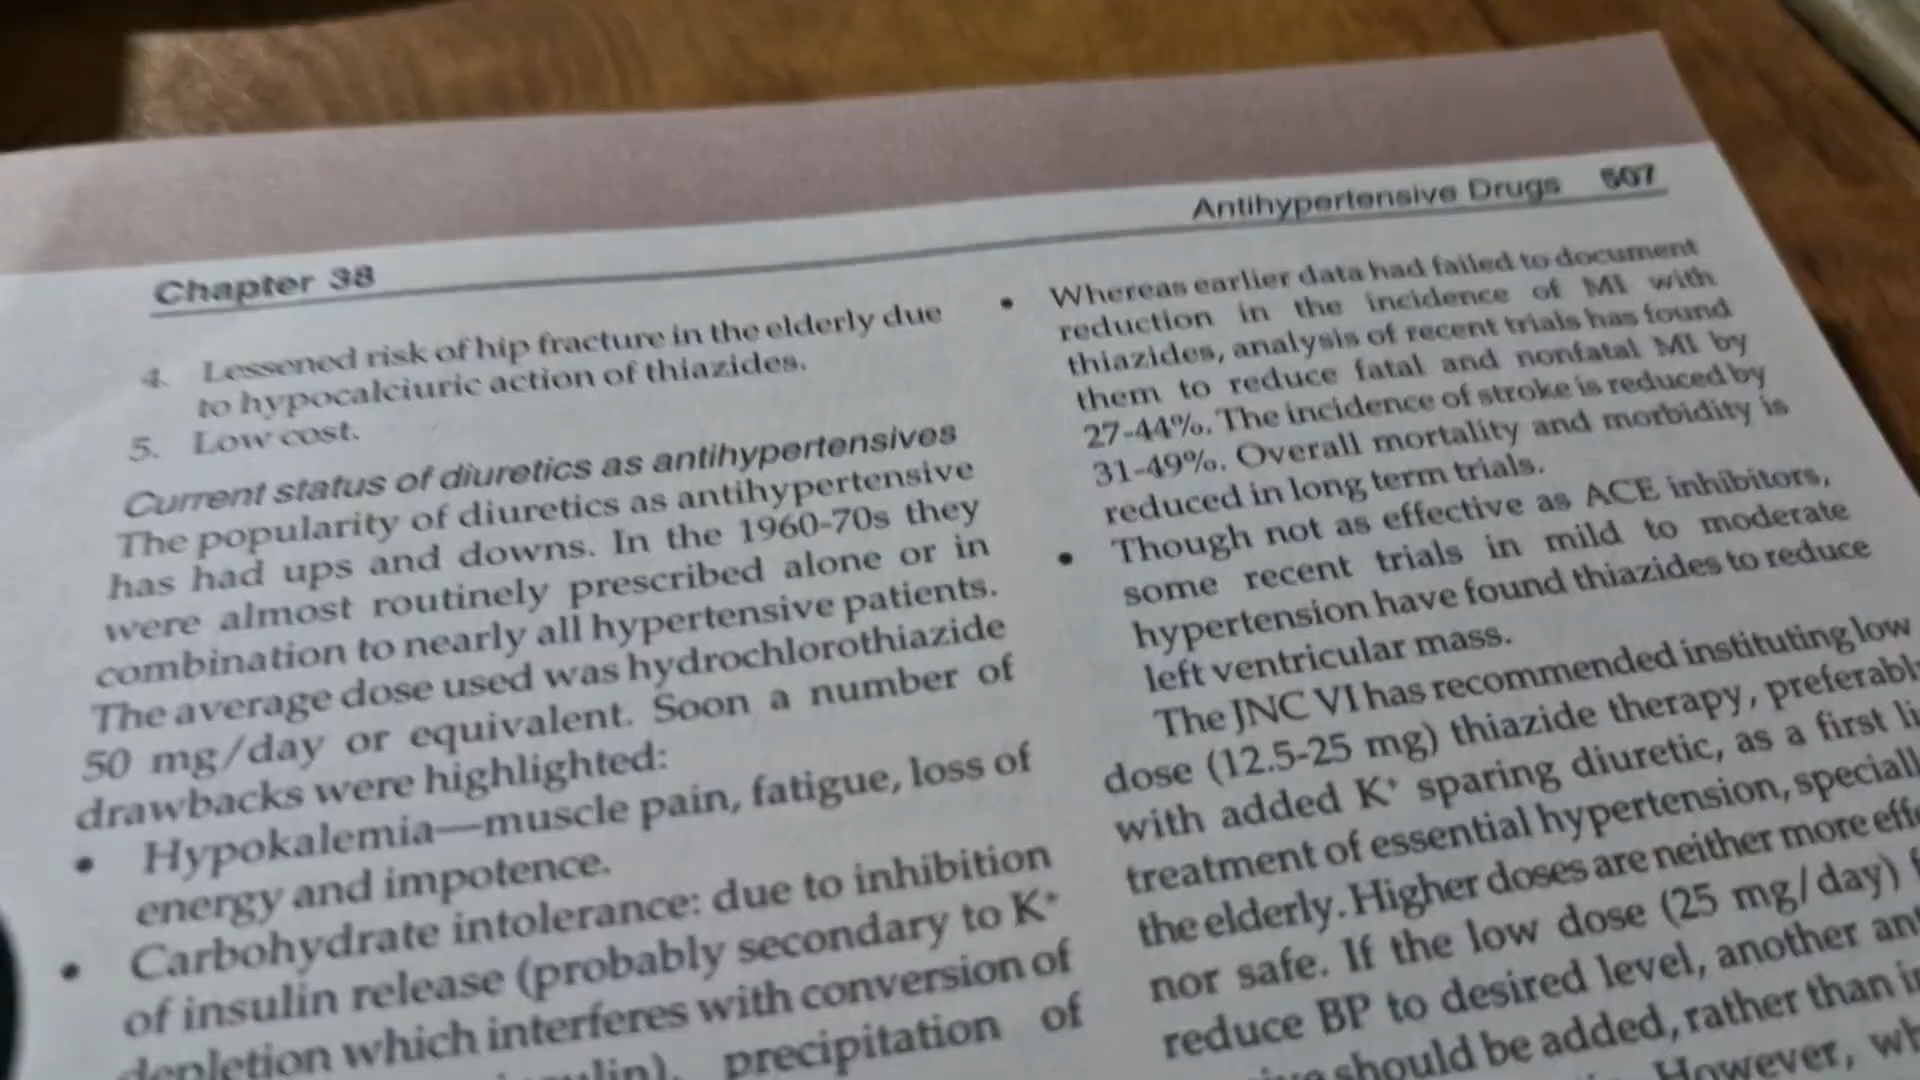 Antihypertensive Drugs 507
Chapter 38
4. Lessened risk of hip fracture in the elderly due
to hypocalciuric action of thiazides.
5. Low cost.
Current status of diuretics as antihypertensives
The popularity of diuretics as antihypertensive
has had ups and downs. In the 1960-70s they
were almost routinely prescribed alone or in
combination to nearly all hypertensive patients.
The average dose used was hydrochlorothiazide
50 mg/day or equivalent. Soon a number of
drawbacks were highlighted:
• Hypokalemia—muscle pain, fatigue, loss of
energy and impotence.
• Carbohydrate intolerance: due to inhibition
of insulin release (probably secondary to K⁺
depletion which interferes with conversion of
precipitation of
• Whereas earlier data had failed to document
reduction in the incidence of MI with
thiazides, analysis of recent trials has found
them to reduce fatal and nonfatal MI by
27-44%. The incidence of stroke is reduced by
31-49%. Overall mortality and morbidity is
reduced in long term trials.
• Though not as effective as ACE inhibitors,
some recent trials in mild to moderate
hypertension have found thiazides to reduce
left ventricular mass.
The JNC VI has recommended instituting low
dose (12.5-25 mg) thiazide therapy, preferabl
with added K⁺ sparing diuretic, as a first li
treatment of essential hypertension, speciall
the elderly. Higher doses are neither more effe
nor safe. If the low dose (25 mg/day) f
reduce BP to desired level, another ant
should be added, rather than in
However, wh